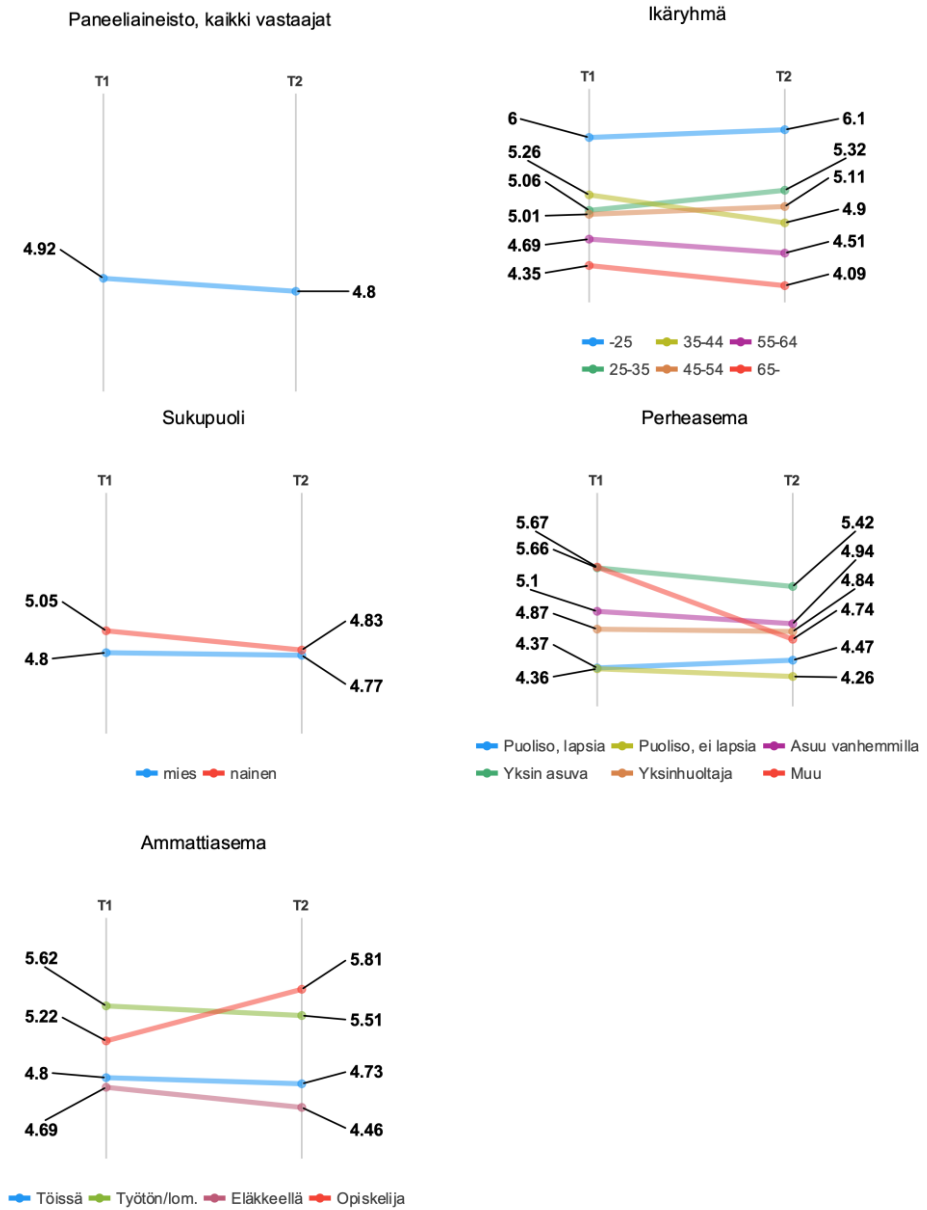 Paneeliaineisto, kaikki vastaajat
T1 T2
4.92
4.8
Ikäryhmä
T1 T2
6 6.1
5.26 5.32
5.06 5.11
5.01 4.9
4.69 4.51
4.35 4.09
-25 35-44 55-64
25-35 45-54 65-
Sukupuoli
T1 T2
5.05 4.83
4.8 4.77
mies nainen
Perheasema
T1 T2
5.67 5.42
5.66 4.94
5.1 4.84
4.87 4.74
4.37 4.47
4.36 4.26
Puoliso, lapsia Puoliso, ei lapsia Asuu vanhemmilla
Yksin asuva Yksinhuoltaja Muu
Ammattiasema
T1 T2
5.62 5.81
5.22 5.51
4.8 4.73
4.69 4.46
Töissä Työtön/lom. Eläkkeellä Opiskelija